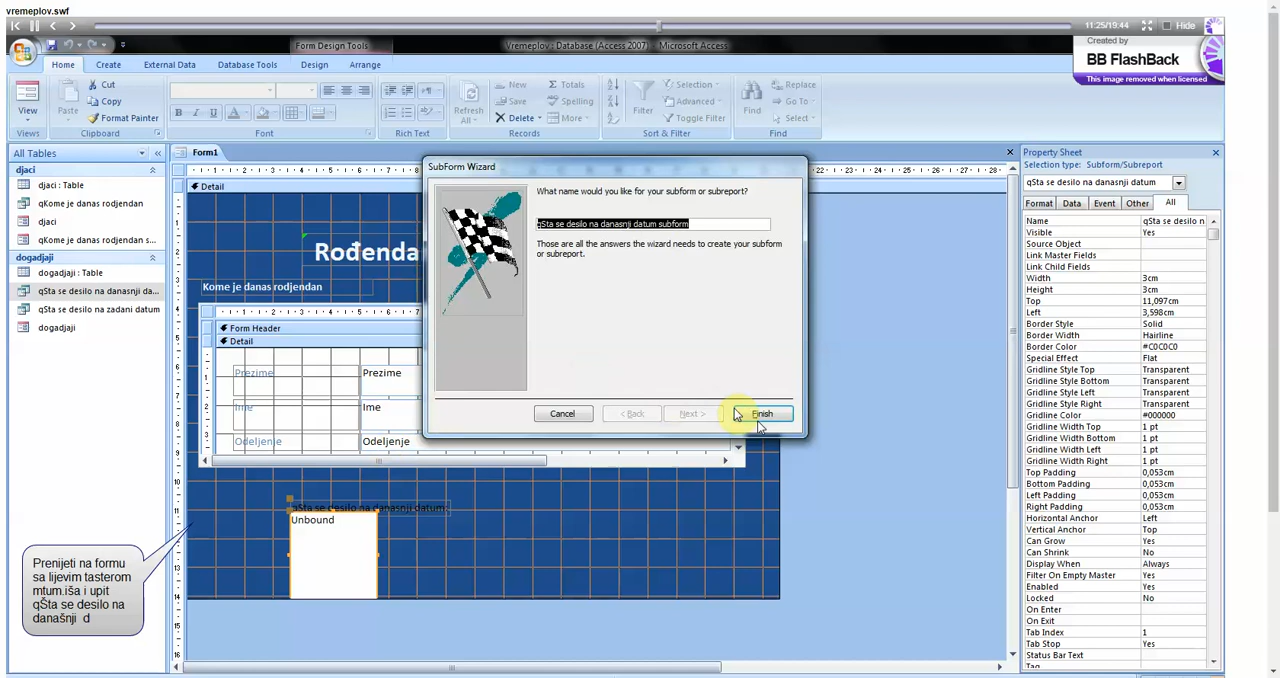 vremeplov.swf
11:25/19:44
Hide
Created by
BB FlashBack
This image removed when licensed
Form Design Tools
Vremeplov : Database (Access 2007) - Microsoft Access
Home Create External Data Database Tools Design Arrange
View
Views
Paste
Cut
Copy
Format Painter
Clipboard
Font
Rich Text
Refresh
All
New
Save
Delete
Totals
Spelling
More
Records
Filter
Selection
Advanced
Toggle Filter
Sort & Filter
Find
Replace
Go To
Select
Find
All Tables
djaci
djaci : Table
qKome je danas rodjendan
djaci
qKome je danas rodjendan s...
dogadjaji
dogadjaji : Table
qSta se desilo na danasnji da...
qSta se desilo na zadani datum
dogadjaji
Form1
Detail
Rođenda
Kome je danas rodjendan
Form Header
Detail
Prezime Prezime
Ime Ime
Odeljenje Odeljenje
qSta se desilo na danasnji datum:
Unbound
SubForm Wizard
What name would you like for your subform or subreport?
qSta se desilo na danasnji datum subform
Those are all the answers the wizard needs to create your subform
or subreport.
Cancel < Back Next > Finish
Prenijeti na formu
sa lijevim tasterom
mtum.iša i upit
qŠta se desilo na
današnji d
Property Sheet
Selection type: Subform/Subreport
qSta se desilo na danasnji datum
Format Data Event Other All
Name qSta se desilo n
Visible Yes
Source Object
Link Master Fields
Link Child Fields
Width 3cm
Height 3cm
Top 11,097cm
Left 3,598cm
Border Style Solid
Border Width Hairline
Border Color #C0C0C0
Special Effect Flat
Gridline Style Top Transparent
Gridline Style Bottom Transparent
Gridline Style Left Transparent
Gridline Style Right Transparent
Gridline Color #000000
Gridline Width Top 1 pt
Gridline Width Bottom 1 pt
Gridline Width Left 1 pt
Gridline Width Right 1 pt
Top Padding 0,053cm
Bottom Padding 0,053cm
Left Padding 0,053cm
Right Padding 0,053cm
Horizontal Anchor Left
Vertical Anchor Top
Can Grow Yes
Can Shrink No
Display When Always
Filter On Empty Master Yes
Enabled Yes
Locked No
On Enter
On Exit
Tab Index 1
Tab Stop Yes
Status Bar Text